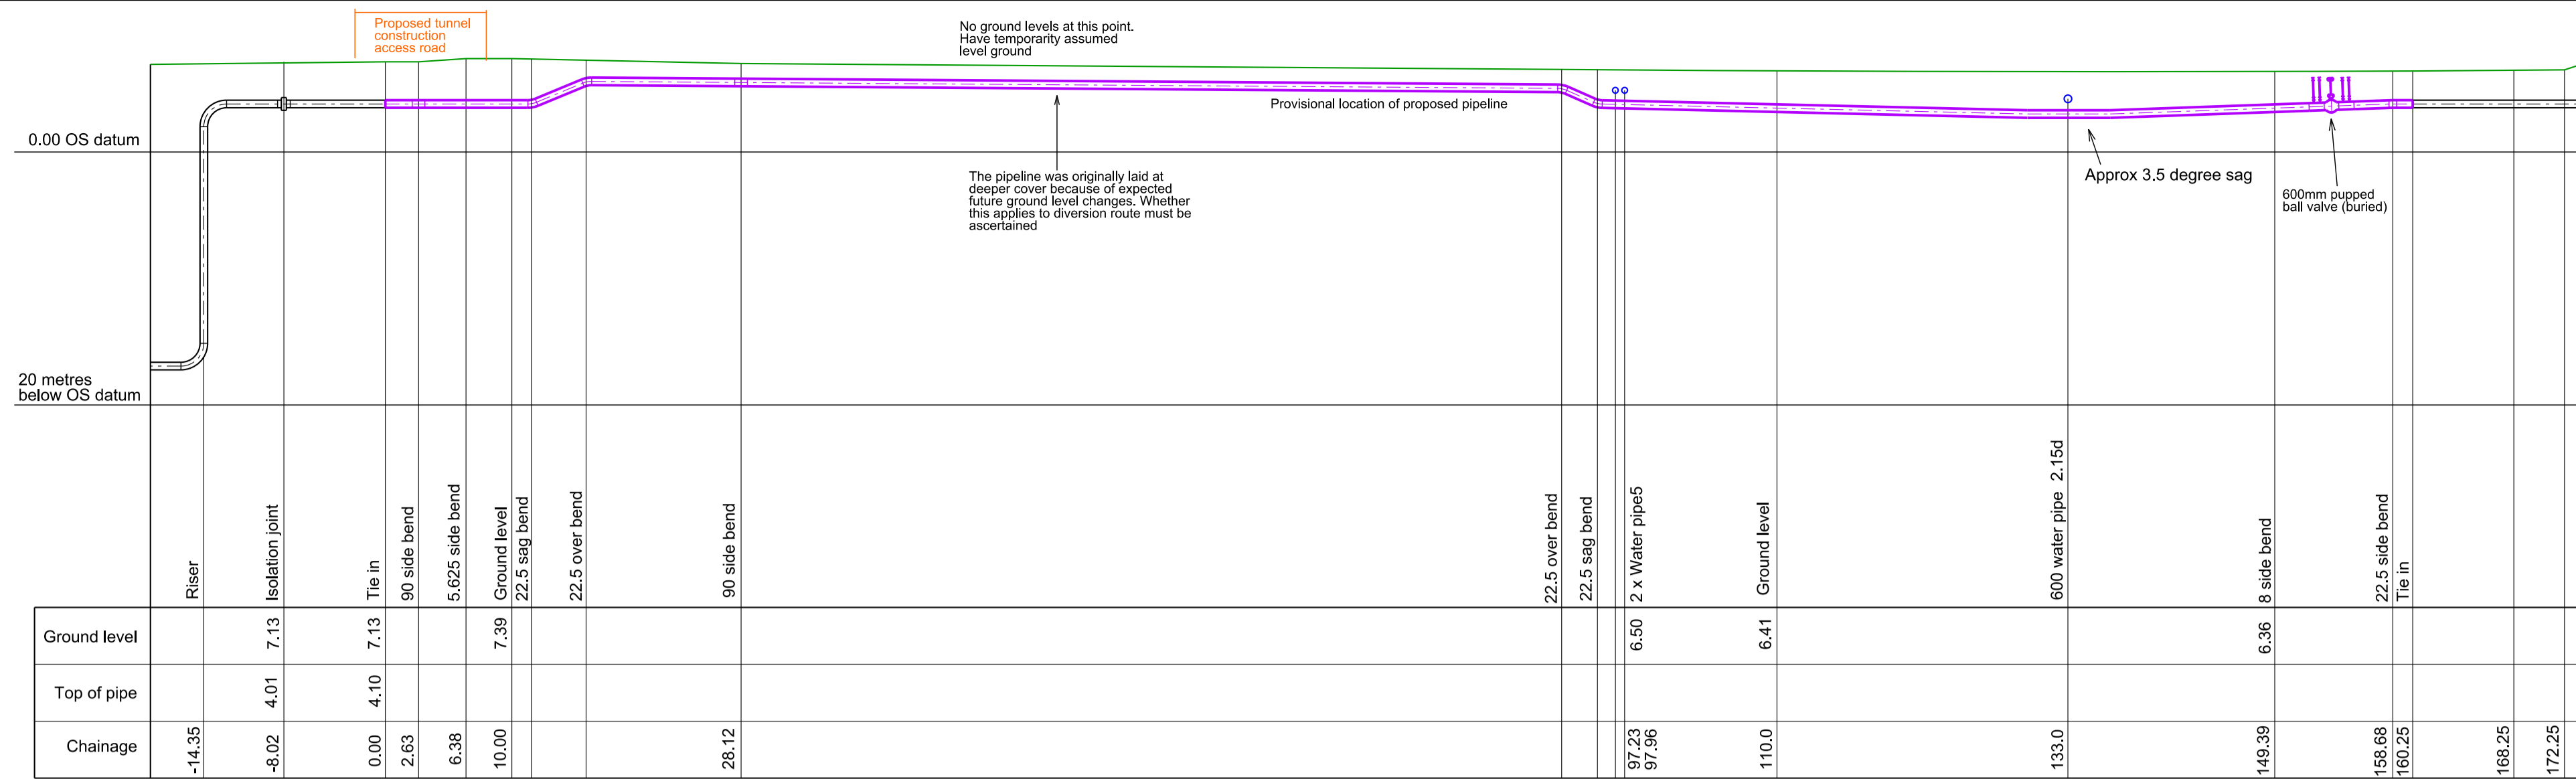 Proposed tunnel
construction
access road
No ground levels at this point.
Have temporarity assumed
level ground
Provisional location of proposed pipeline
0.00 OS datum
The pipeline was originally laid at
deeper cover because of expected
future ground level changes. Whether
this applies to diversion route must be
ascertained
Approx 3.5 degree sag
600mm pupped
ball valve (buried)
20 metres
below OS datum
Riser
Isolation joint
Tie in
90 side bend
5.625 side bend
Ground level
22.5 sag bend
22.5 over bend
90 side bend
22.5 over bend
22.5 sag bend
2 x Water pipe5
Ground level
600 water pipe 2.15d
8 side bend
22.5 side bend
Tie in
Ground level
7.13
7.13
7.39
6.50
6.41
6.36
Top of pipe
4.01
4.10
Chainage
-14.35
-8.02
0.00
2.63
6.38
10.00
28.12
97.23
97.96
110.0
133.0
149.39
158.68
160.25
168.25
172.25